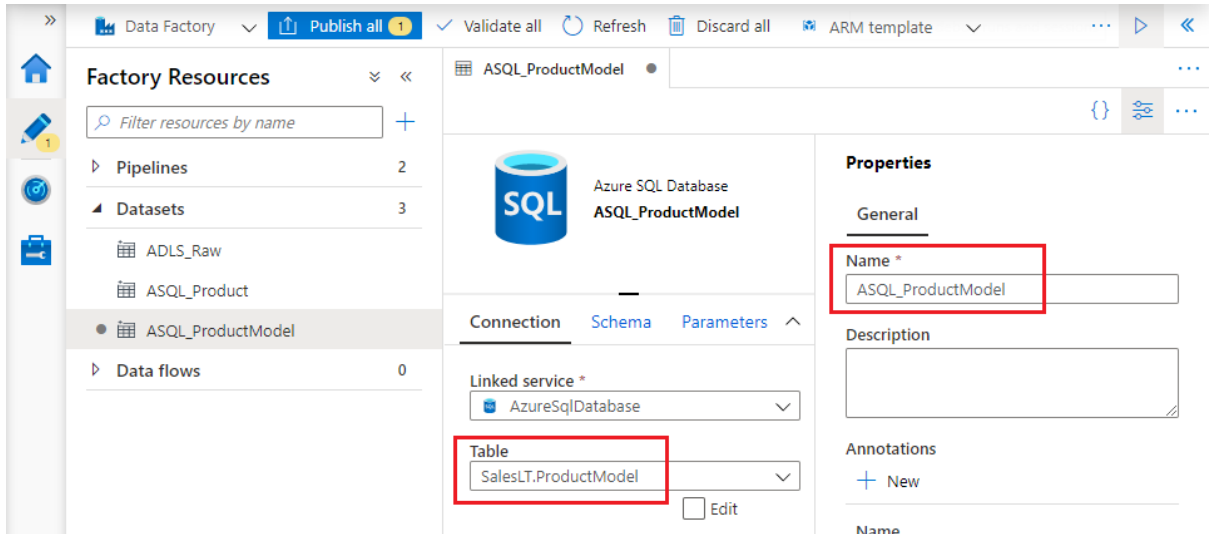 »
Data Factory
Publish all 1
Validate all
Refresh
Discard all
ARM template
...
«
1
Factory Resources
«
Filter resources by name
+
Pipelines 2
Datasets 3
ADLS_Raw
ASQL_Product
ASQL_ProductModel
Data flows 0
ASQL_ProductModel
...
{} ...
SQL
Azure SQL Database
ASQL_ProductModel
Connection Schema Parameters
Linked service *
SQL AzureSqlDatabase
Table
SalesLT.ProductModel
Edit
Properties
General
Name *
ASQL_ProductModel
Description
Annotations
+ New
Name